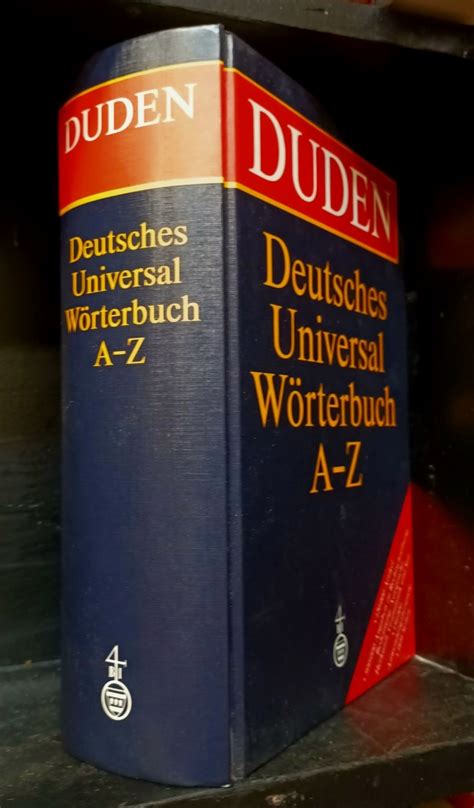 DUDEN
Deutsches
Universal
Wörterbuch
A–Z
DUDEN
Deutsches
Universal
Wörterbuch
A–Z